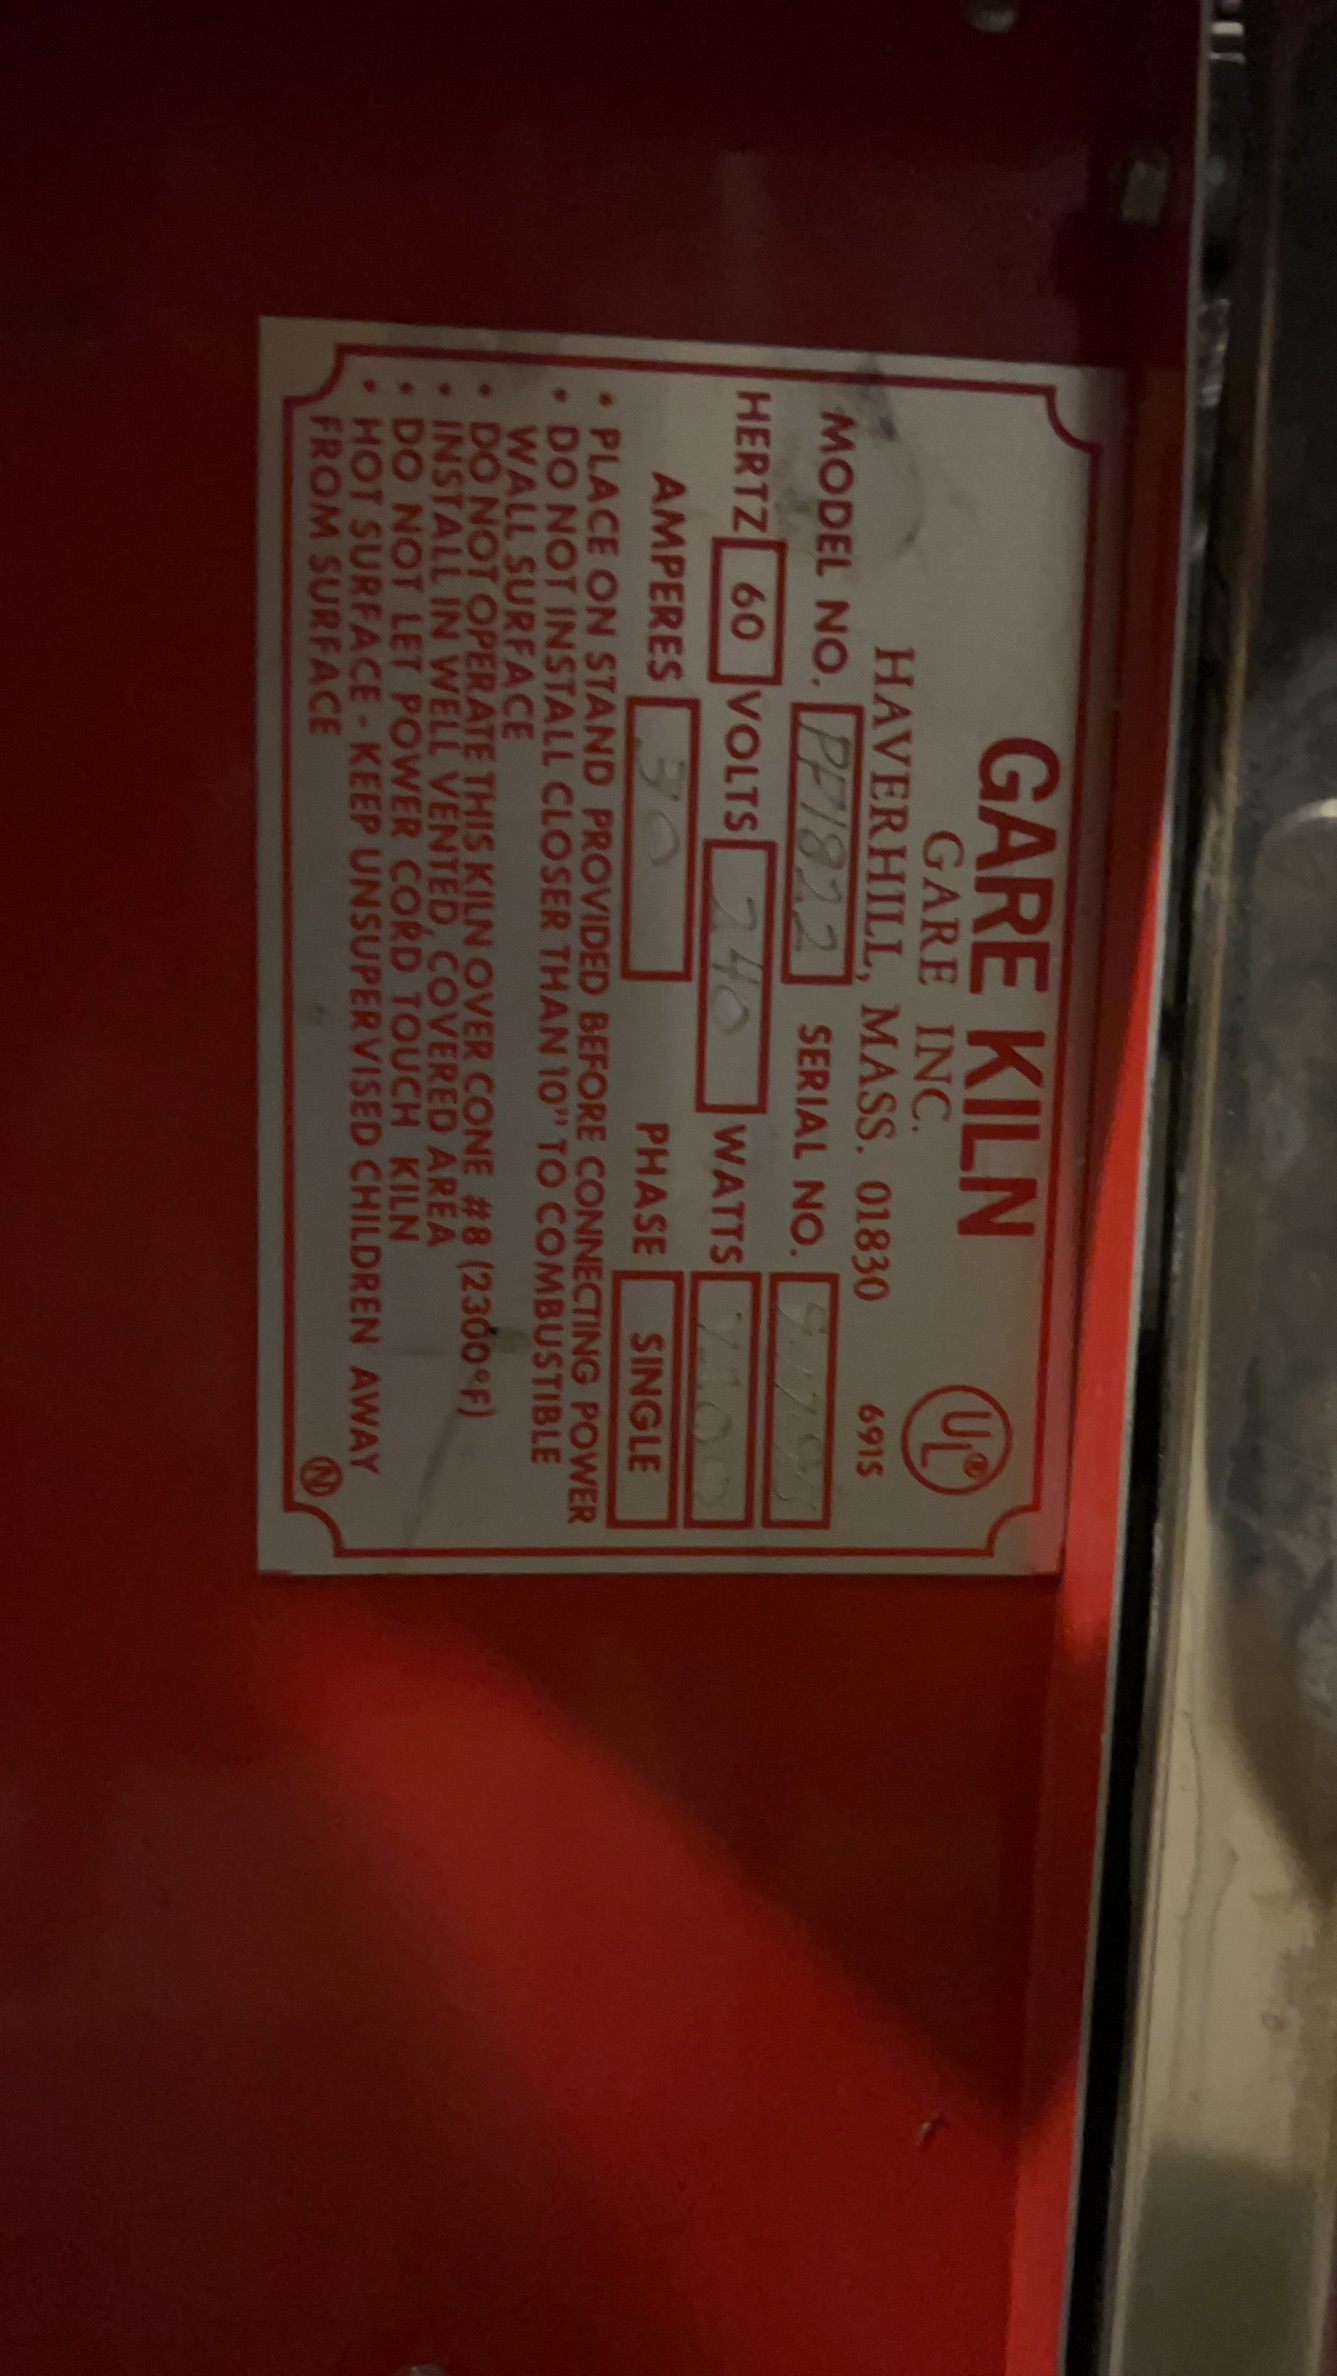 GARE KILN
GARE INC.
HAVERHILL, MASS. 01830
UL®
691S
MODEL NO. PF1822 SERIAL NO.
HERTZ 60 VOLTS 240 WATTS
AMPERES 30 PHASE SINGLE
• PLACE ON STAND PROVIDED BEFORE CONNECTING POWER
• DO NOT INSTALL CLOSER THAN 10" TO COMBUSTIBLE
WALL SURFACE
• DO NOT OPERATE THIS KILN OVER CONE #8 (2300°F)
• INSTALL IN WELL VENTED, COVERED AREA
• DO NOT LET POWER CORD TOUCH KILN
• HOT SURFACE - KEEP UNSUPERVISED CHILDREN AWAY
FROM SURFACE
N